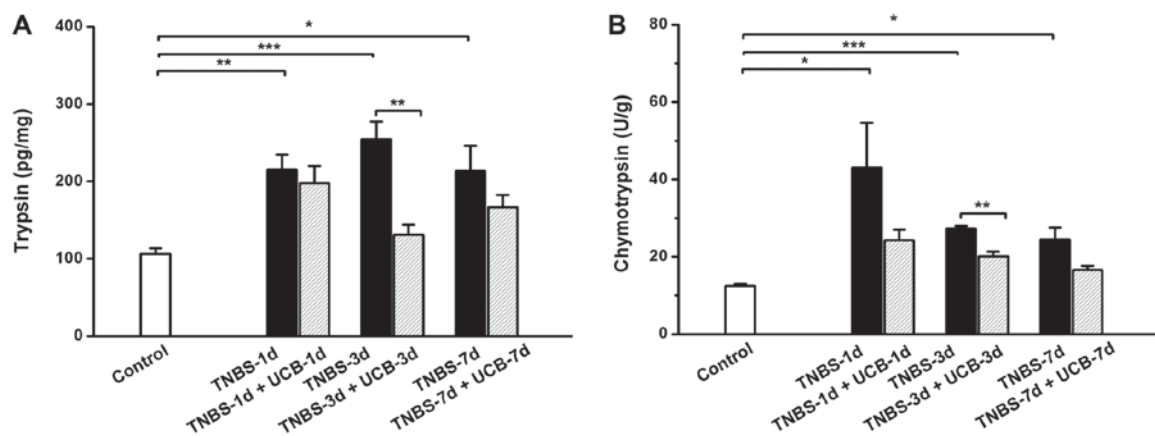 A
Trypsin (pg/mg)
400
300
200
100
0
*
***
**
**
Control
TNBS-1d
TNBS-1d + UCB-1d
TNBS-3d
TNBS-3d + UCB-3d
TNBS-7d
TNBS-7d + UCB-7d
B
Chymotrypsin (U/g)
80
60
40
20
0
*
***
*
**
Control
TNBS-1d
TNBS-1d + UCB-1d
TNBS-3d
TNBS-3d + UCB-3d
TNBS-7d
TNBS-7d + UCB-7d